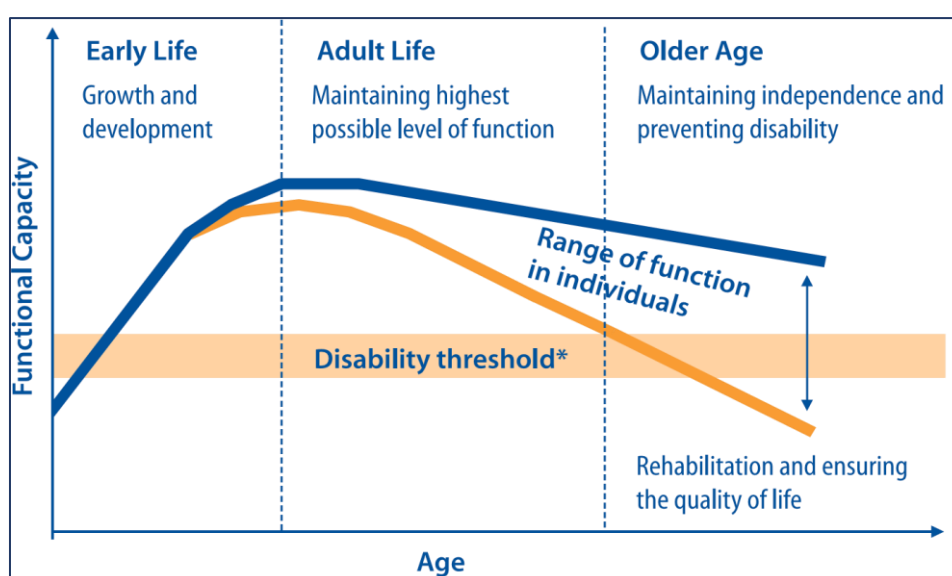 Early Life
Growth and
development
Adult Life
Maintaining highest
possible level of function
Older Age
Maintaining independence and
preventing disability
Functional Capacity
Range of function
in individuals
Disability threshold*
Rehabilitation and ensuring
the quality of life
Age